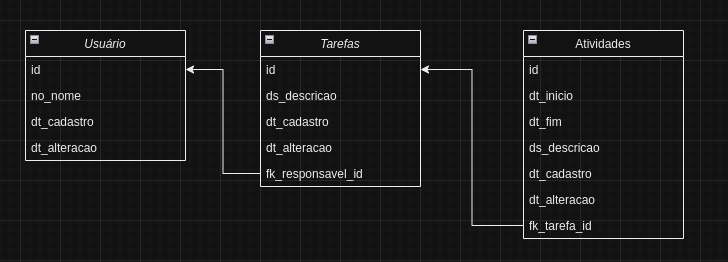 Usuário
id
no_nome
dt_cadastro
dt_alteracao
Tarefas
id
ds_descricao
dt_cadastro
dt_alteracao
fk_responsavel_id
Atividades
id
dt_inicio
dt_fim
ds_descricao
dt_cadastro
dt_alteracao
fk_tarefa_id